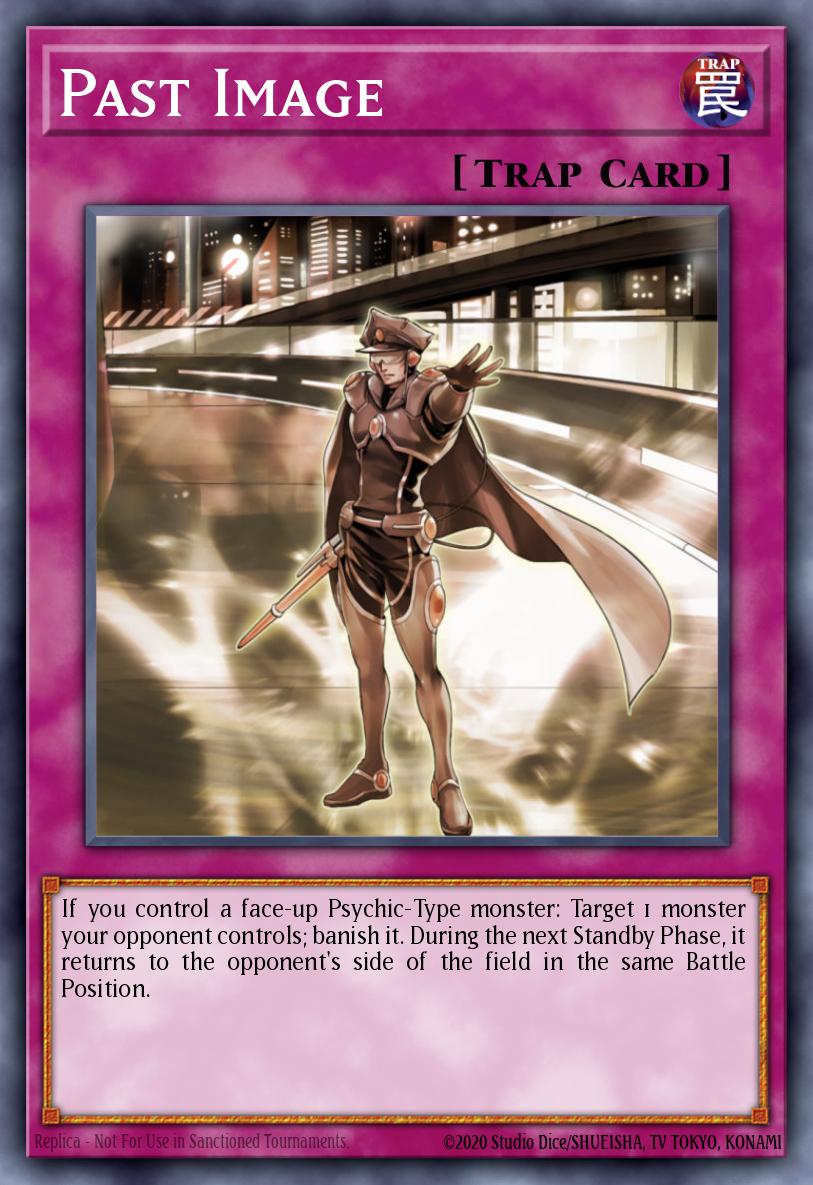 Past Image
TRAP
罠
[Trap Card]
If you control a face-up Psychic-Type monster: Target 1 monster
your opponent controls; banish it. During the next Standby Phase, it
returns to the opponent's side of the field in the same Battle
Position.
Replica - Not For Use in Sanctioned Tournaments.
©2020 Studio Dice/SHUEISHA, TV TOKYO, KONAMI